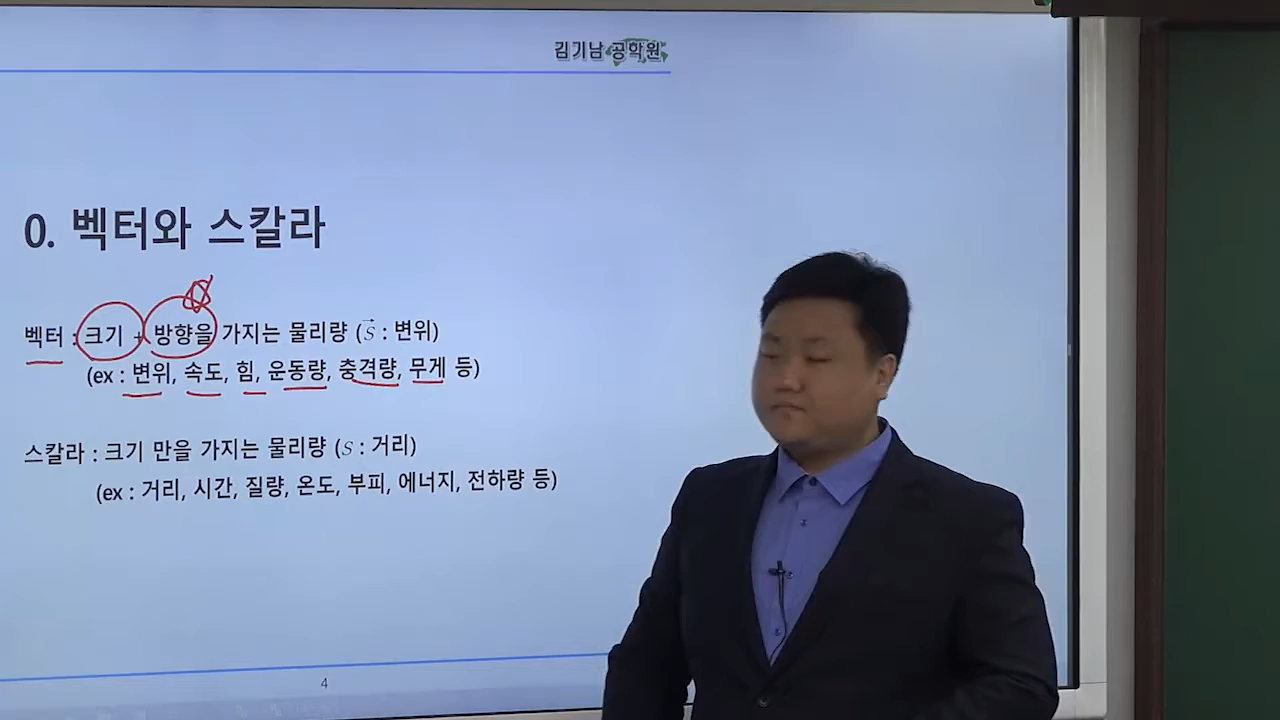 김기남 공학원
0. 벡터와 스칼라
벡터 : 크기 + 방향을 가지는 물리량 (S⃗ : 변위)
(ex : 변위, 속도, 힘, 운동량, 충격량, 무게 등)
스칼라 : 크기 만을 가지는 물리량 (S : 거리)
(ex : 거리, 시간, 질량, 온도, 부피, 에너지, 전하량 등)
4